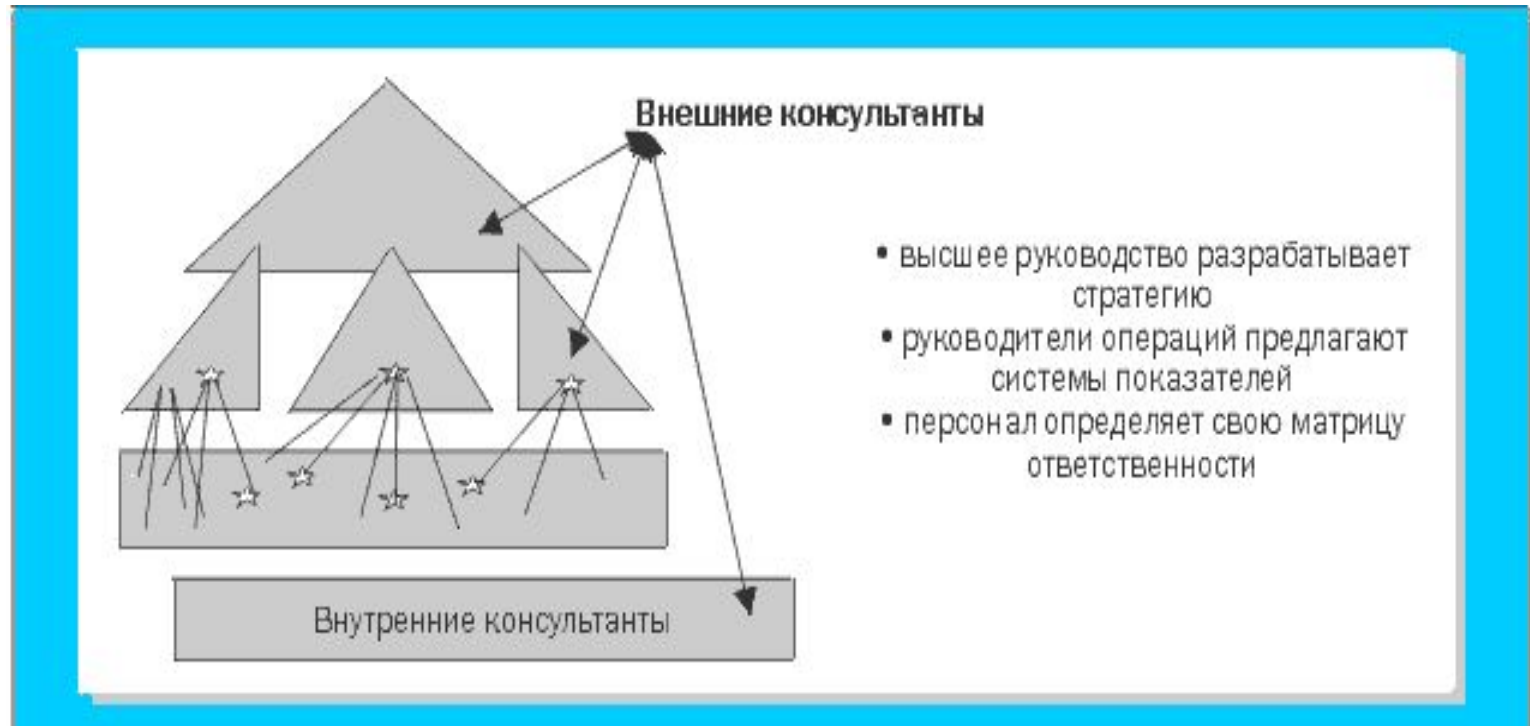 Внешние консультанты
• высшее руководство разрабатывает
стратегию
• руководители операций предлагают
системы показателей
• персонал определяет свою матрицу
ответственности
Внутренние консультанты